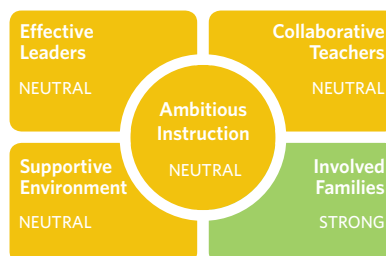 Effective
Leaders
NEUTRAL
Collaborative
Teachers
NEUTRAL
Ambitious
Instruction
NEUTRAL
Supportive
Environment
NEUTRAL
Involved
Families
STRONG